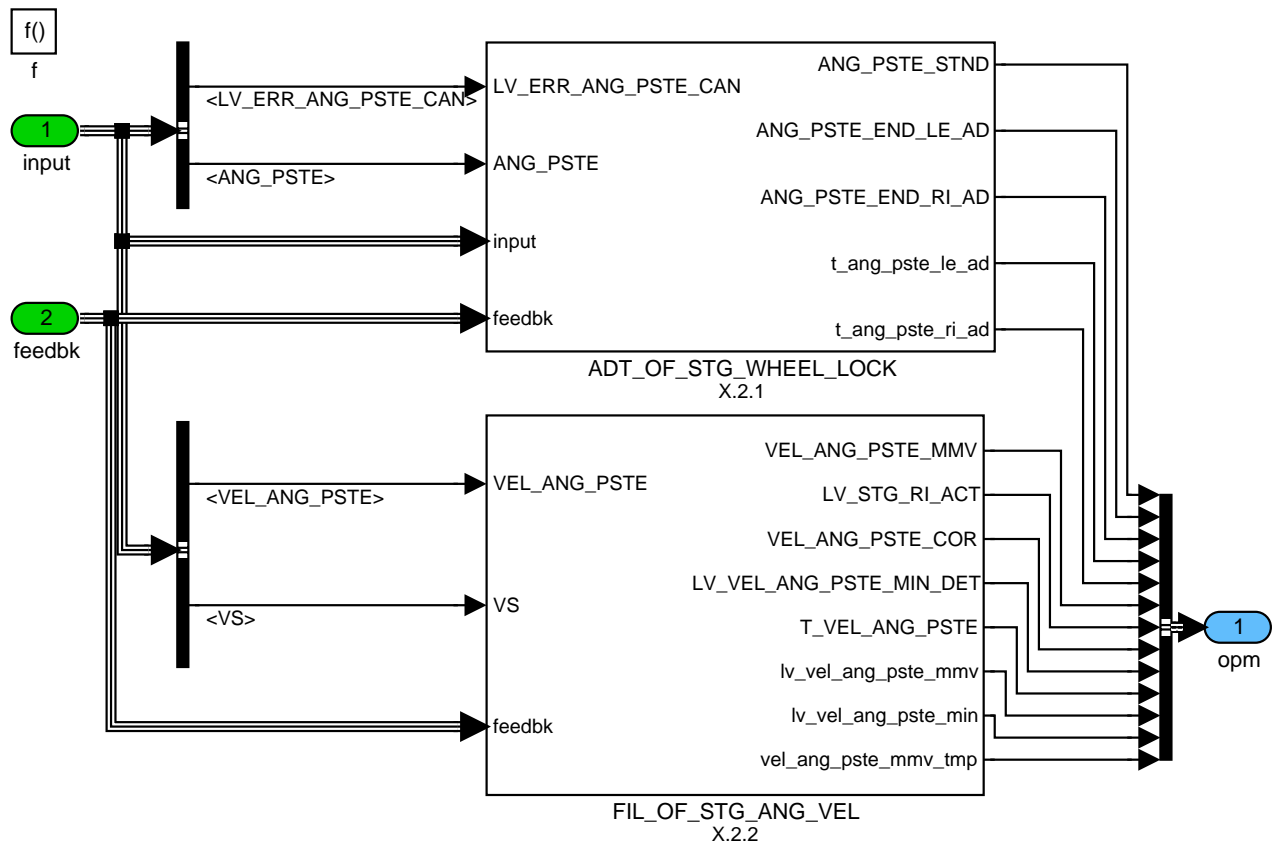 f()
f
1
input
2
feedbk
<LV_ERR_ANG_PSTE_CAN>
<ANG_PSTE>
LV_ERR_ANG_PSTE_CAN
ANG_PSTE
input
feedbk
ANG_PSTE_STND
ANG_PSTE_END_LE_AD
ANG_PSTE_END_RI_AD
t_ang_pste_le_ad
t_ang_pste_ri_ad
ADT_OF_STG_WHEEL_LOCK
X.2.1
<VEL_ANG_PSTE>
<VS>
VEL_ANG_PSTE
VS
feedbk
VEL_ANG_PSTE_MMV
LV_STG_RI_ACT
VEL_ANG_PSTE_COR
LV_VEL_ANG_PSTE_MIN_DET
T_VEL_ANG_PSTE
lv_vel_ang_pste_mmv
lv_vel_ang_pste_min
vel_ang_pste_mmv_tmp
FIL_OF_STG_ANG_VEL
X.2.2
1
opm